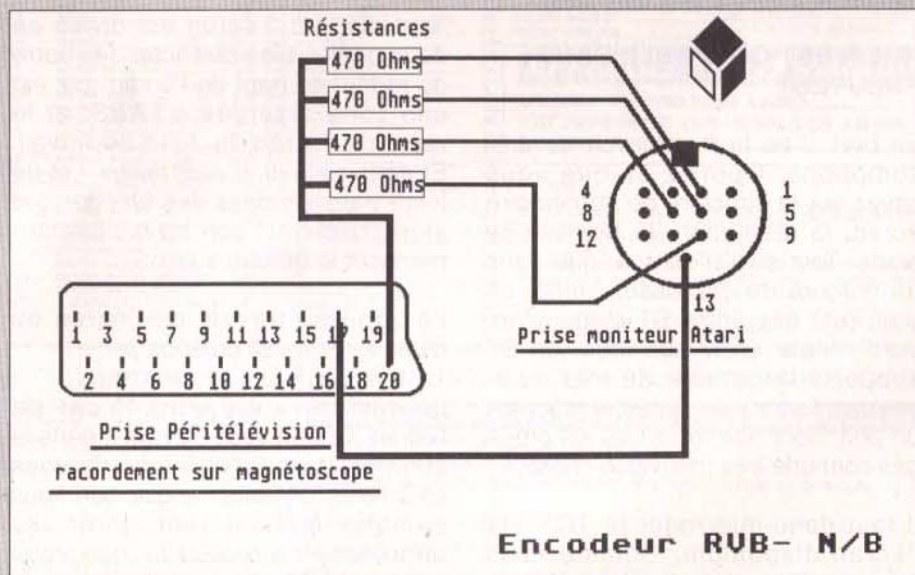 Résistances
470 Ohms
470 Ohms
470 Ohms
470 Ohms
4 1
8 5
12 9
13
Prise moniteur Atari
1 3 5 7 9 11 13 15 17 19
2 4 6 8 10 12 14 16 18 20
Prise Péritélévision
racordement sur magnétoscope
Encodeur RVB- N/B